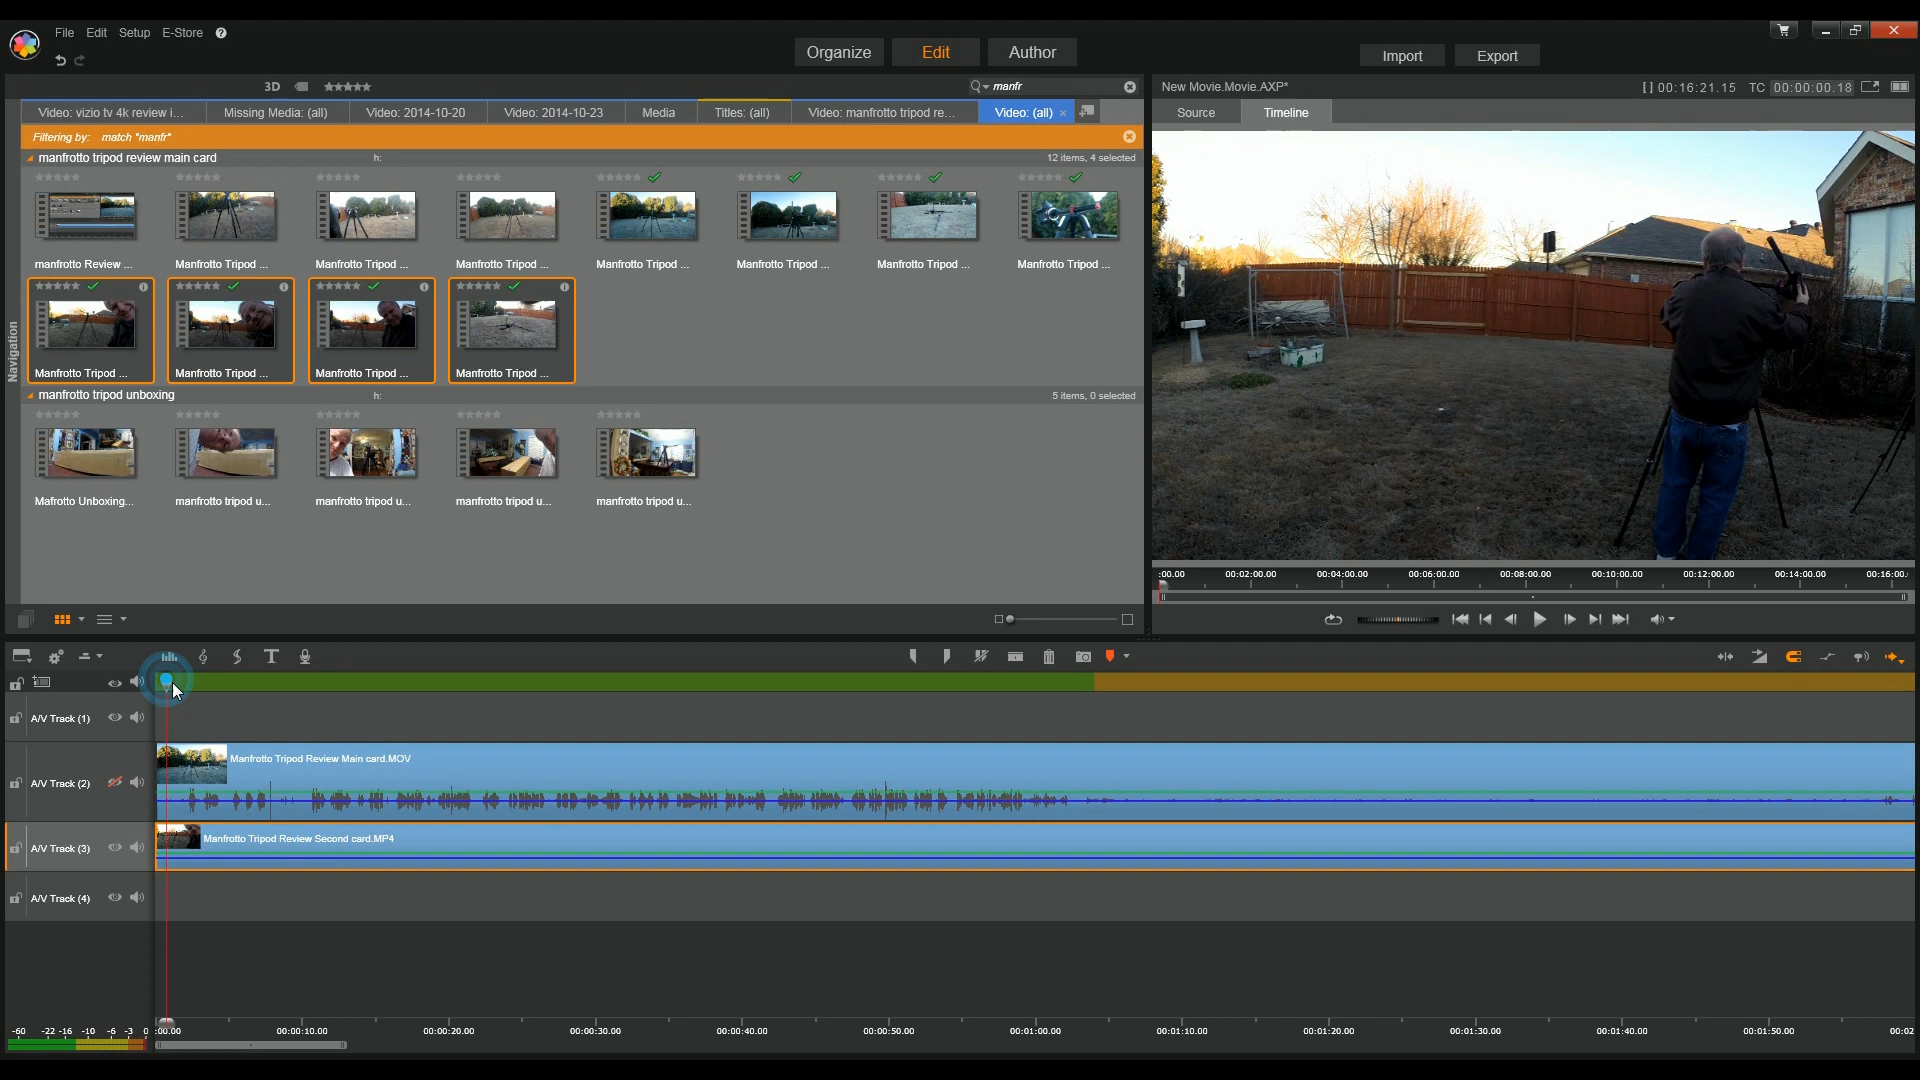 File Edit Setup E-Store ?
Organize Edit Author
Import Export
3D
manfr
New Movie.Movie.AXP*
[ ] 00:16:21.15 TC 00:00:00.18
Video: vizio tv 4k review i... Missing Media: (all) Video: 2014-10-20 Video: 2014-10-23 Media Titles: (all) Video: manfrotto tripod re... Video: (all)
Source Timeline
Filtering by: match "manfr"
manfrotto tripod review main card h: 12 items, 4 selected
manfrotto Review ... Manfrotto Tripod ... Manfrotto Tripod ... Manfrotto Tripod ... Manfrotto Tripod ... Manfrotto Tripod ... Manfrotto Tripod ... Manfrotto Tripod ...
Navigation
Manfrotto Tripod ... Manfrotto Tripod ... Manfrotto Tripod ... Manfrotto Tripod ...
manfrotto tripod unboxing h: 5 items, 0 selected
Mafrotto Unboxing... manfrotto tripod u... manfrotto tripod u... manfrotto tripod u... manfrotto tripod u...
:00.00 00:02:00.00 00:04:00.00 00:06:00.00 00:08:00.00 00:10:00.00 00:12:00.00 00:14:00.00 00:16:00.
A/V Track (1)
Manfrotto Tripod Review Main card.MOV
A/V Track (2)
Manfrotto Tripod Review Second card.MP4
A/V Track (3)
A/V Track (4)
-60 -22 -16 -10 -6 -3 0
:00.00 00:00:10.00 00:00:20.00 00:00:30.00 00:00:40.00 00:00:50.00 00:01:00.00 00:01:10.00 00:01:20.00 00:01:30.00 00:01:40.00 00:01:50.00 00:02